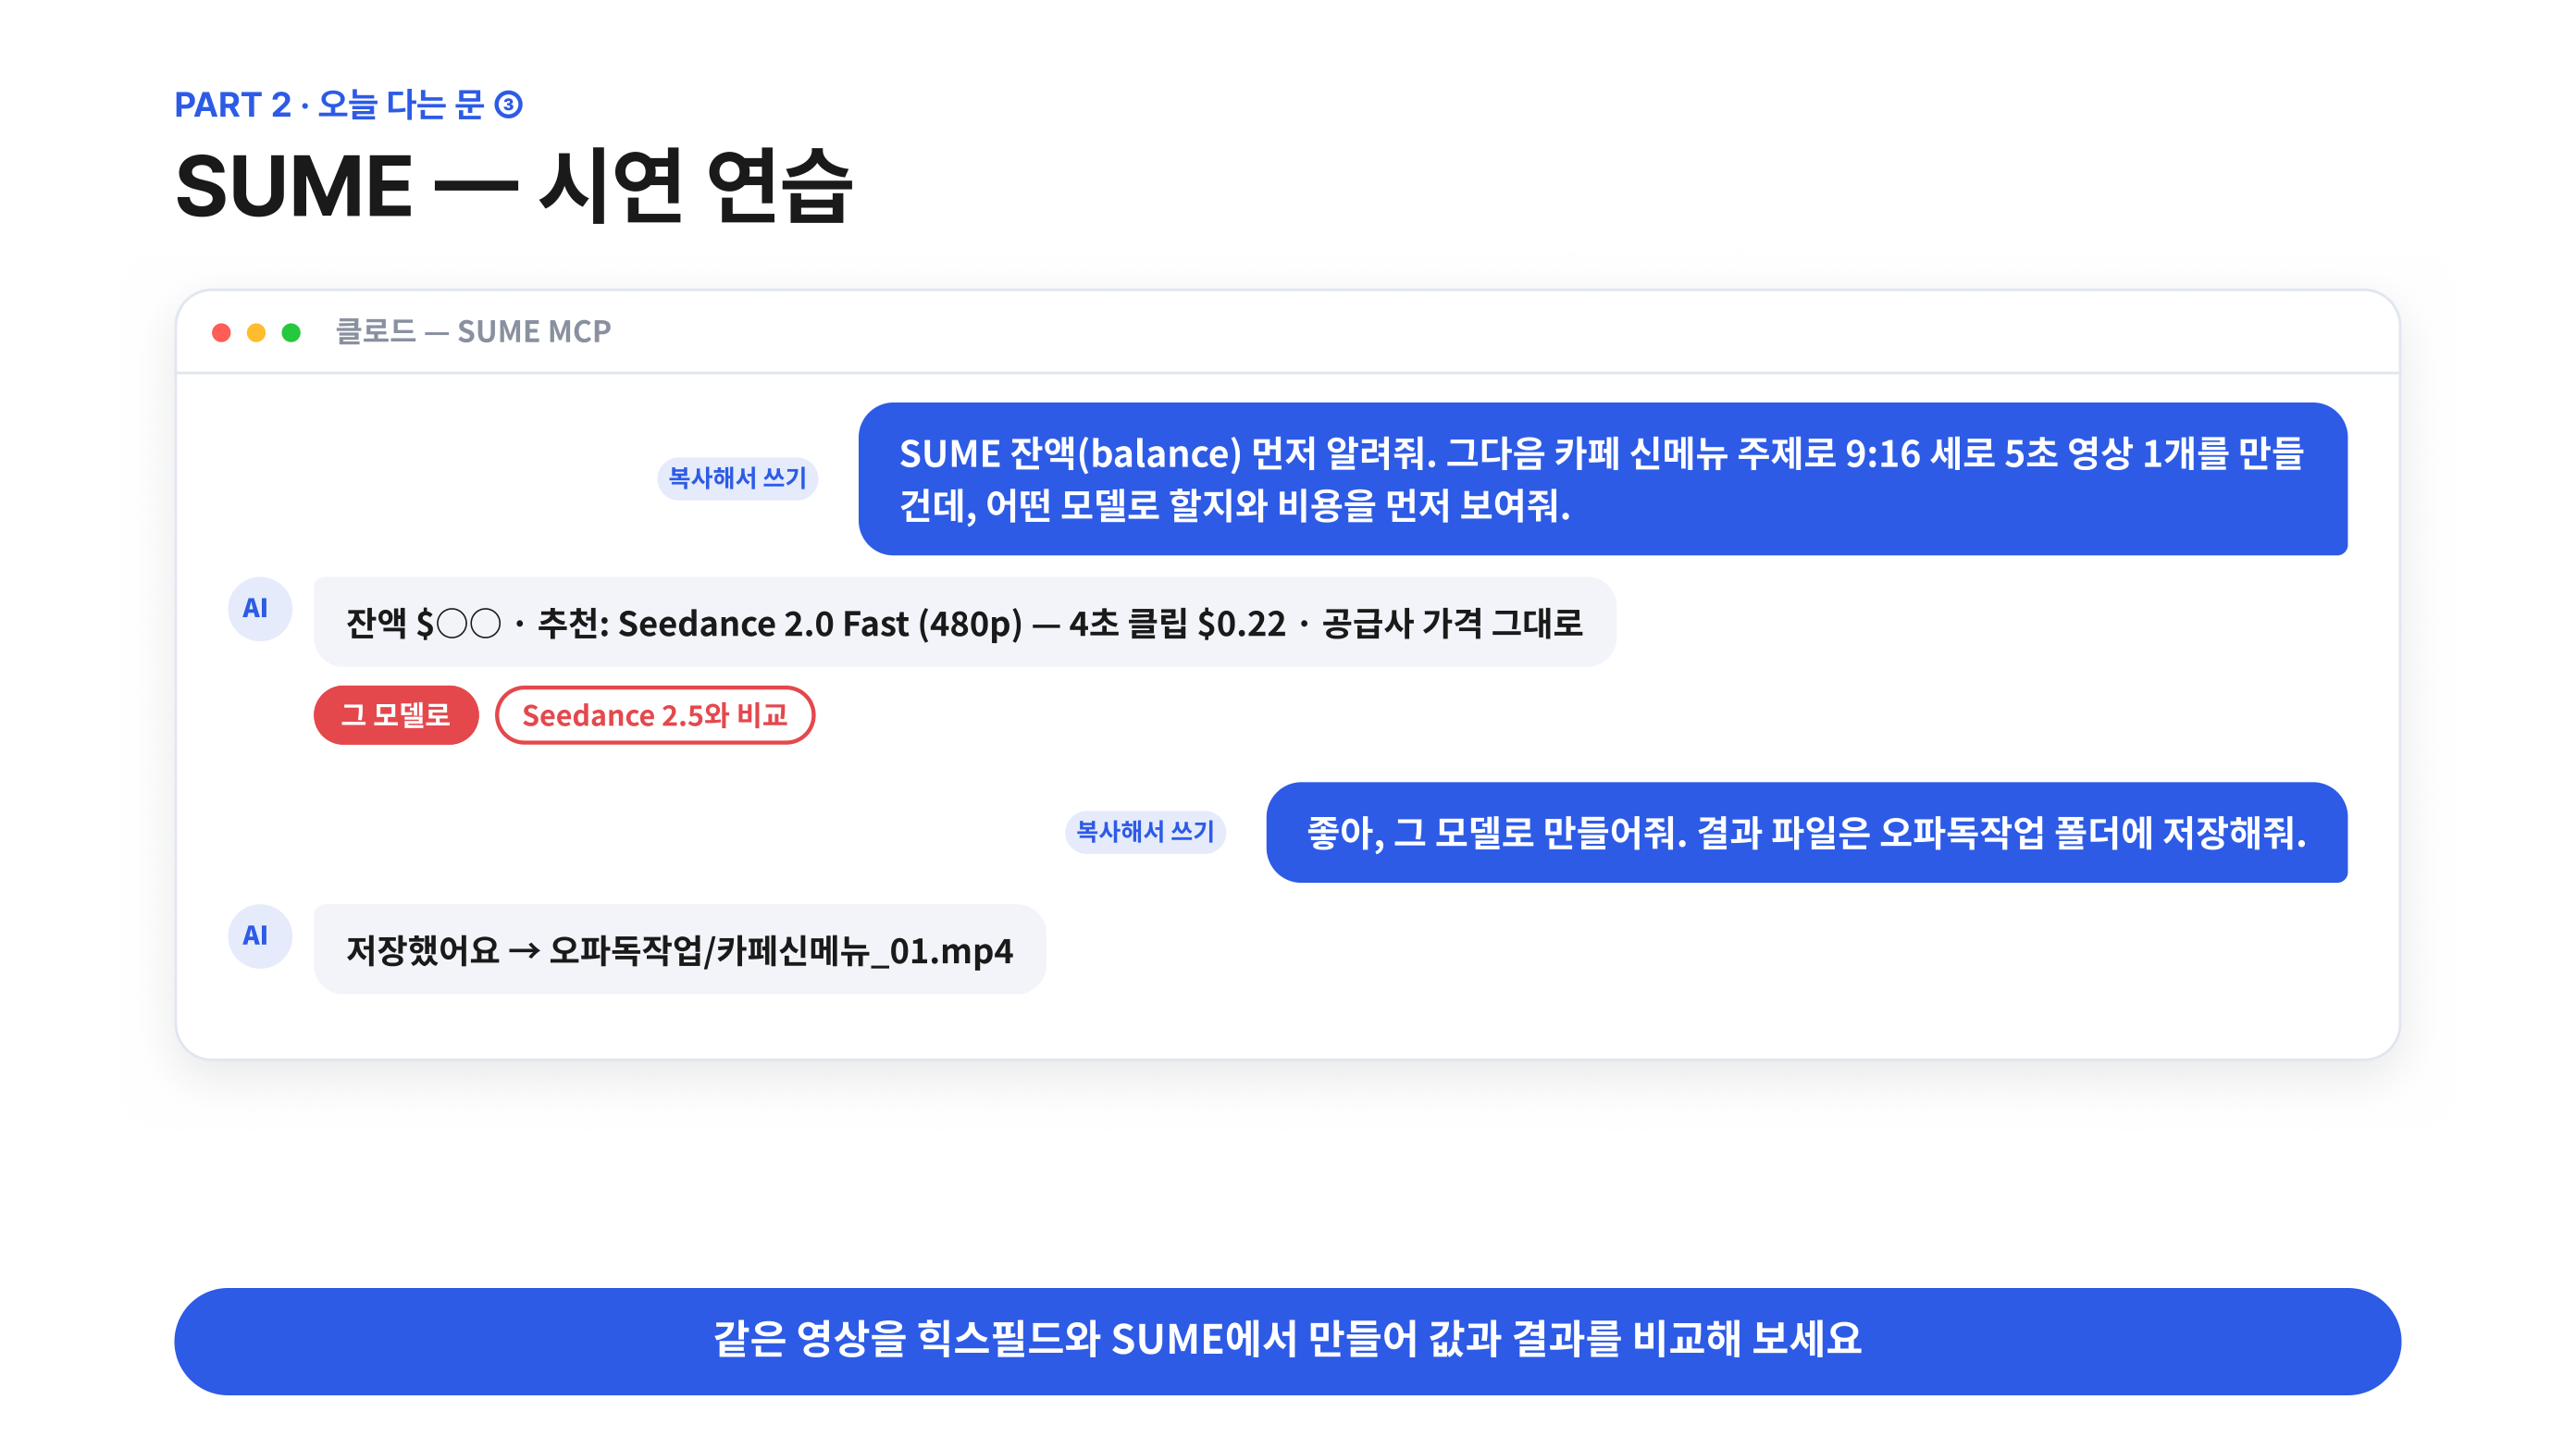 PART 2 · 오늘 다는 문 ③
SUME — 시연 연습
클로드 — SUME MCP
복사해서 쓰기
SUME 잔액(balance) 먼저 알려줘. 그다음 카페 신메뉴 주제로 9:16 세로 5초 영상 1개를 만들
건데, 어떤 모델로 할지와 비용을 먼저 보여줘.
AI
잔액 $○○ · 추천: Seedance 2.0 Fast (480p) — 4초 클립 $0.22 · 공급사 가격 그대로
그 모델로
Seedance 2.5와 비교
복사해서 쓰기
좋아, 그 모델로 만들어줘. 결과 파일은 오파독작업 폴더에 저장해줘.
AI
저장했어요 → 오파독작업/카페신메뉴_01.mp4
같은 영상을 힉스필드와 SUME에서 만들어 값과 결과를 비교해 보세요